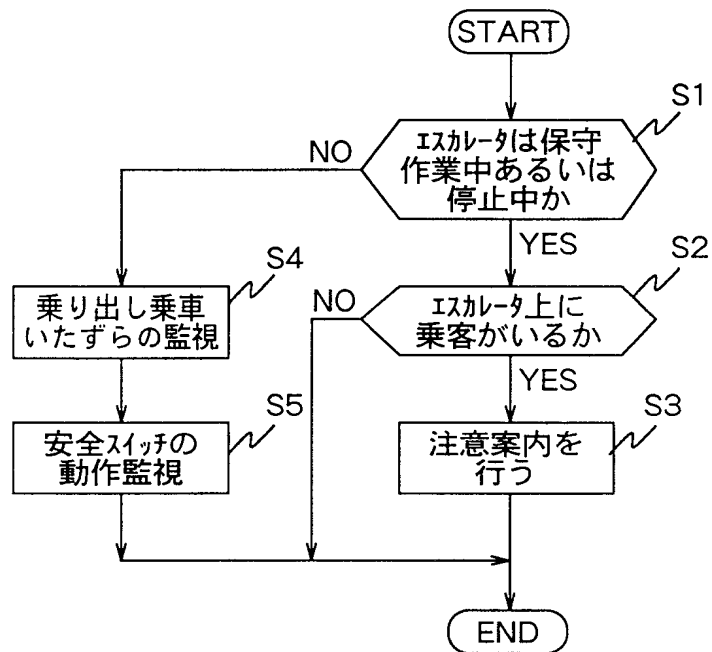 START
S1
エスカレータは保守
作業中あるいは
停止中か
NO
YES
S2
エスカレータ上に
乗客がいるか
NO
YES
S4
乗り出し乗車
いたずらの監視
S5
安全スイッチの
動作監視
S3
注意案内を
行う
END